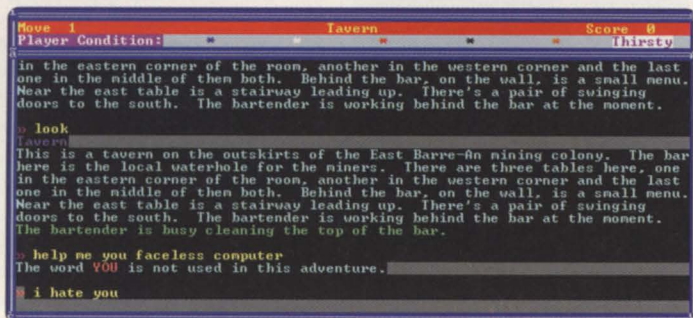 Move 1 Tavern Score 0
Player Condition: * * * * * Thirsty
in the eastern corner of the room, another in the western corner and the last
one in the middle of them both. Behind the bar, on the wall, is a small menu.
Near the east table is a stairway leading up. There's a pair of swinging
doors to the south. The bartender is working behind the bar at the moment.
» look
Tavern
This is a tavern on the outskirts of the East Barre-An mining colony. The bar
here is the local waterhole for the miners. There are three tables here, one
in the eastern corner of the room, another in the western corner and the last
one in the middle of them both. Behind the bar, on the wall, is a small menu.
Near the east table is a stairway leading up. There's a pair of swinging
doors to the south. The bartender is working behind the bar at the moment.
The bartender is busy cleaning the top of the bar.
» help me you faceless computer
The word YOU is not used in this adventure.
» i hate you